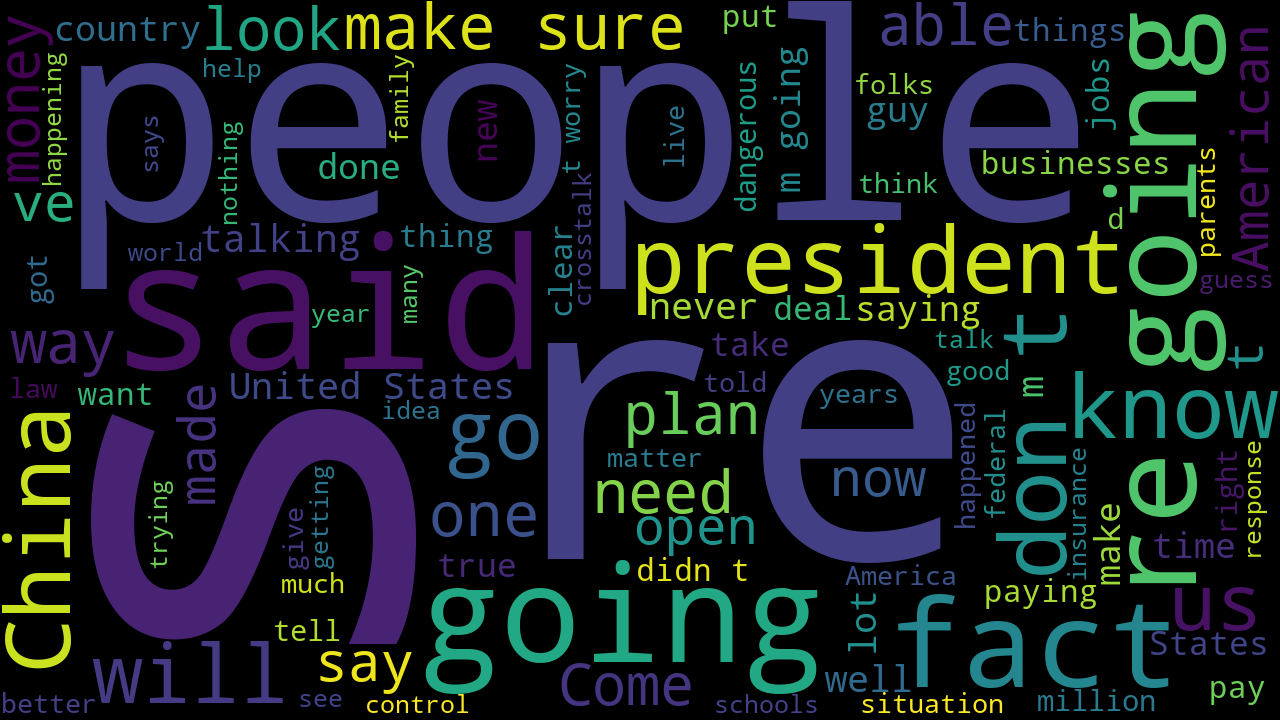 money
country
look
make sure
put
able
things
going
American
happening
help
people
family
t worry
dangerous
m going
folks
guy
jobs
says
new
live
nothing
done
think
businesses
parents
ve
talking
thing
crosstalk
d
world
got
clear
president
re going
said
many
year
never
deal
saying
guess
way
take
talk
don t
t
law
want
made
United States
idea
told
years
good
m
know
China
s
re
go
plan
matter
need
now
happened
federal
insurance
right
response
trying
give
getting
one
open
make
time
true
didn t
America
much
going
lot
paying
us
tell
fact
States
will
say
Come
well
pay
better
see
control
schools
situation
million